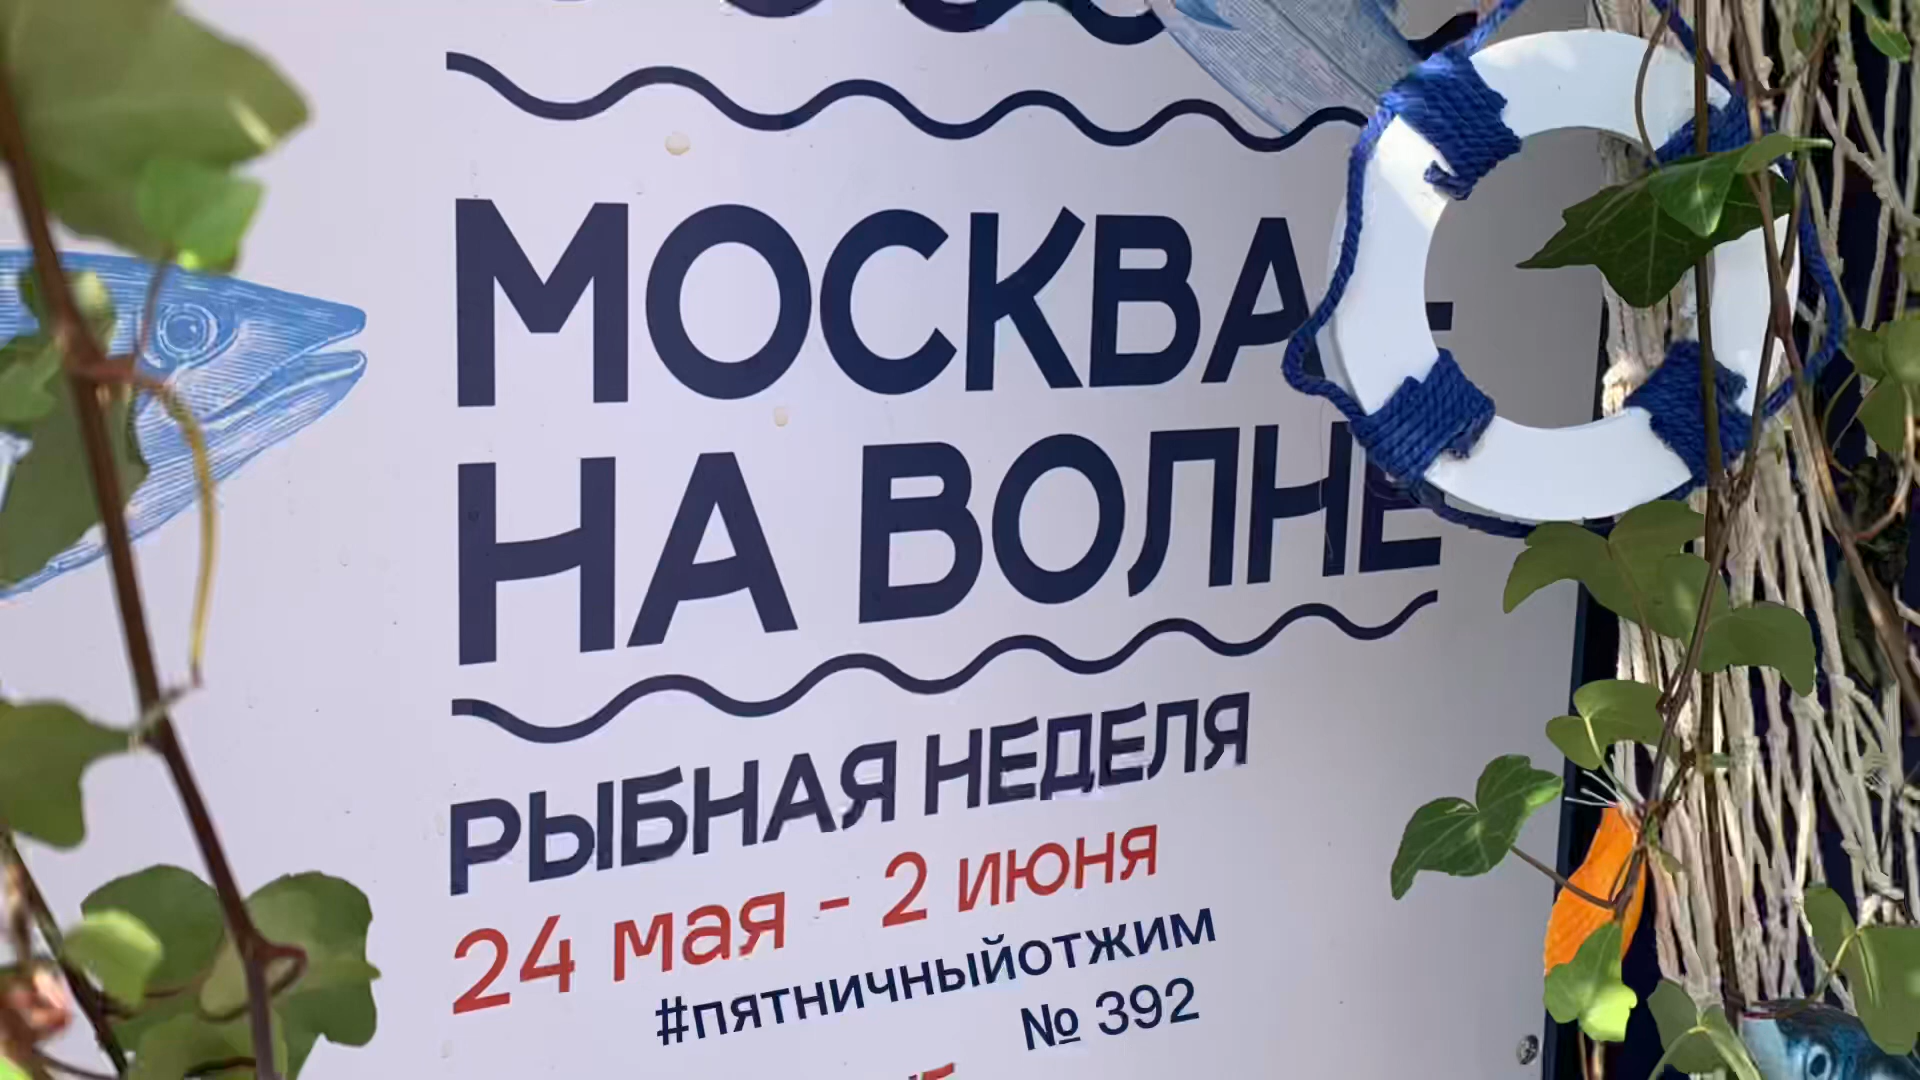 МОСКВА -
НА ВОЛНЕ
РЫБНАЯ НЕДЕЛЯ
24 мая - 2 июня
#пятничныйотжим
№ 392